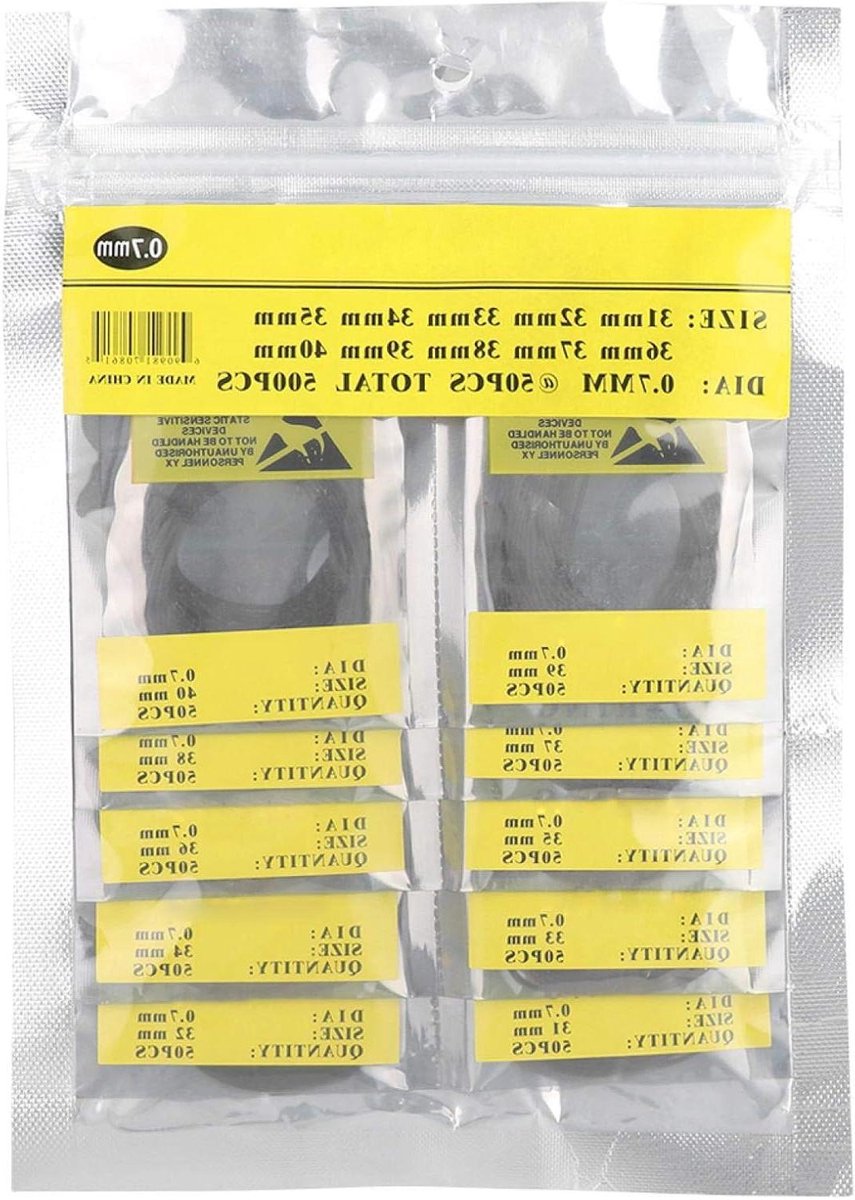 0.7mm
SIZE: 31mm 32mm 33mm 34mm 35mm
36mm 37mm 38mm 39mm 40mm
DIA: 0.7MM @50PCS TOTAL 500PCS
6 90981 70861 5
MADE IN CHINA
DEVICES
NOT TO BE HANDLED
BY UNAUTHORISED
PERSONNEL YX
STATIC SENSITIVE
DEVICES
NOT TO BE HANDLED
BY UNAUTHORISED
PERSONNEL YX
DIA: 0.7mm
SIZE: 39 mm
QUANTITY: 50PCS
DIA: 0.7mm
SIZE: 40 mm
QUANTITY: 50PCS
DIA: 0.7mm
SIZE: 37 mm
QUANTITY: 50PCS
DIA: 0.7mm
SIZE: 38 mm
QUANTITY: 50PCS
DIA: 0.7mm
SIZE: 35 mm
QUANTITY: 50PCS
DIA: 0.7mm
SIZE: 36 mm
QUANTITY: 50PCS
DIA: 0.7mm
SIZE: 33 mm
QUANTITY: 50PCS
DIA: 0.7mm
SIZE: 34 mm
QUANTITY: 50PCS
DIA: 0.7mm
SIZE: 31 mm
QUANTITY: 50PCS
DIA: 0.7mm
SIZE: 32 mm
QUANTITY: 50PCS